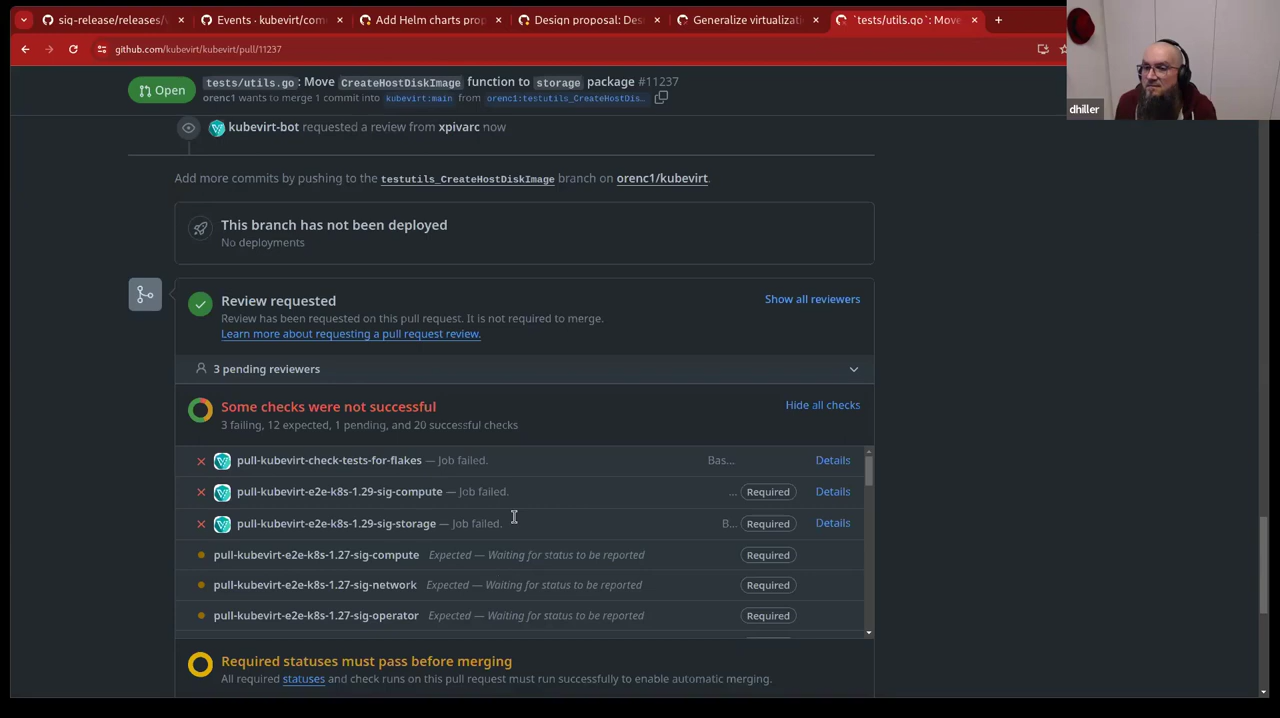 siq-release/releases/
Events · kubevirt/com
Add Helm charts prop
Design proposal: Des
Generalize virtualizati
`tests/utils.go`: Move
github.com/kubevirt/kubevirt/pull/11237
dhiller
Open
tests/utils.go: Move CreateHostDiskImage function to storage package #11237
orenc1 wants to merge 1 commit into kubevirt:main from orenc1:testutils_CreateHostDis…
kubevirt-bot requested a review from xpivarc now
Add more commits by pushing to the testutils_CreateHostDiskImage branch on orenc1/kubevirt.
This branch has not been deployed
No deployments
Review requested
Show all reviewers
Review has been requested on this pull request. It is not required to merge.
Learn more about requesting a pull request review.
3 pending reviewers
Some checks were not successful
Hide all checks
3 failing, 12 expected, 1 pending, and 20 successful checks
pull-kubevirt-check-tests-for-flakes — Job failed. Bas... Details
pull-kubevirt-e2e-k8s-1.29-sig-compute — Job failed. ... Required Details
pull-kubevirt-e2e-k8s-1.29-sig-storage — Job failed. B... Required Details
pull-kubevirt-e2e-k8s-1.27-sig-compute Expected — Waiting for status to be reported Required
pull-kubevirt-e2e-k8s-1.27-sig-network Expected — Waiting for status to be reported Required
pull-kubevirt-e2e-k8s-1.27-sig-operator Expected — Waiting for status to be reported Required
Required statuses must pass before merging
All required statuses and check runs on this pull request must run successfully to enable automatic merging.